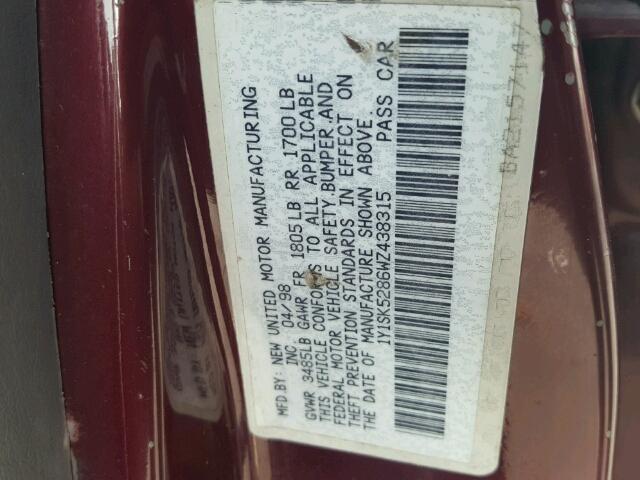 MFD.BY: NEW UNITED MOTOR MANUFACTURING
INC. 04/98
GVWR 3485LB GAWR FR 1805LB RR 1700LB
THIS VEHICLE CONFORMS TO ALL APPLICABLE
FEDERAL MOTOR VEHICLE SAFETY,BUMPER,AND
THEFT PREVENTION STANDARDS IN EFFECT ON
THE DATE OF MANUFACTURE SHOWN ABOVE.
1Y1SK5286WZ438315 PASS CAR